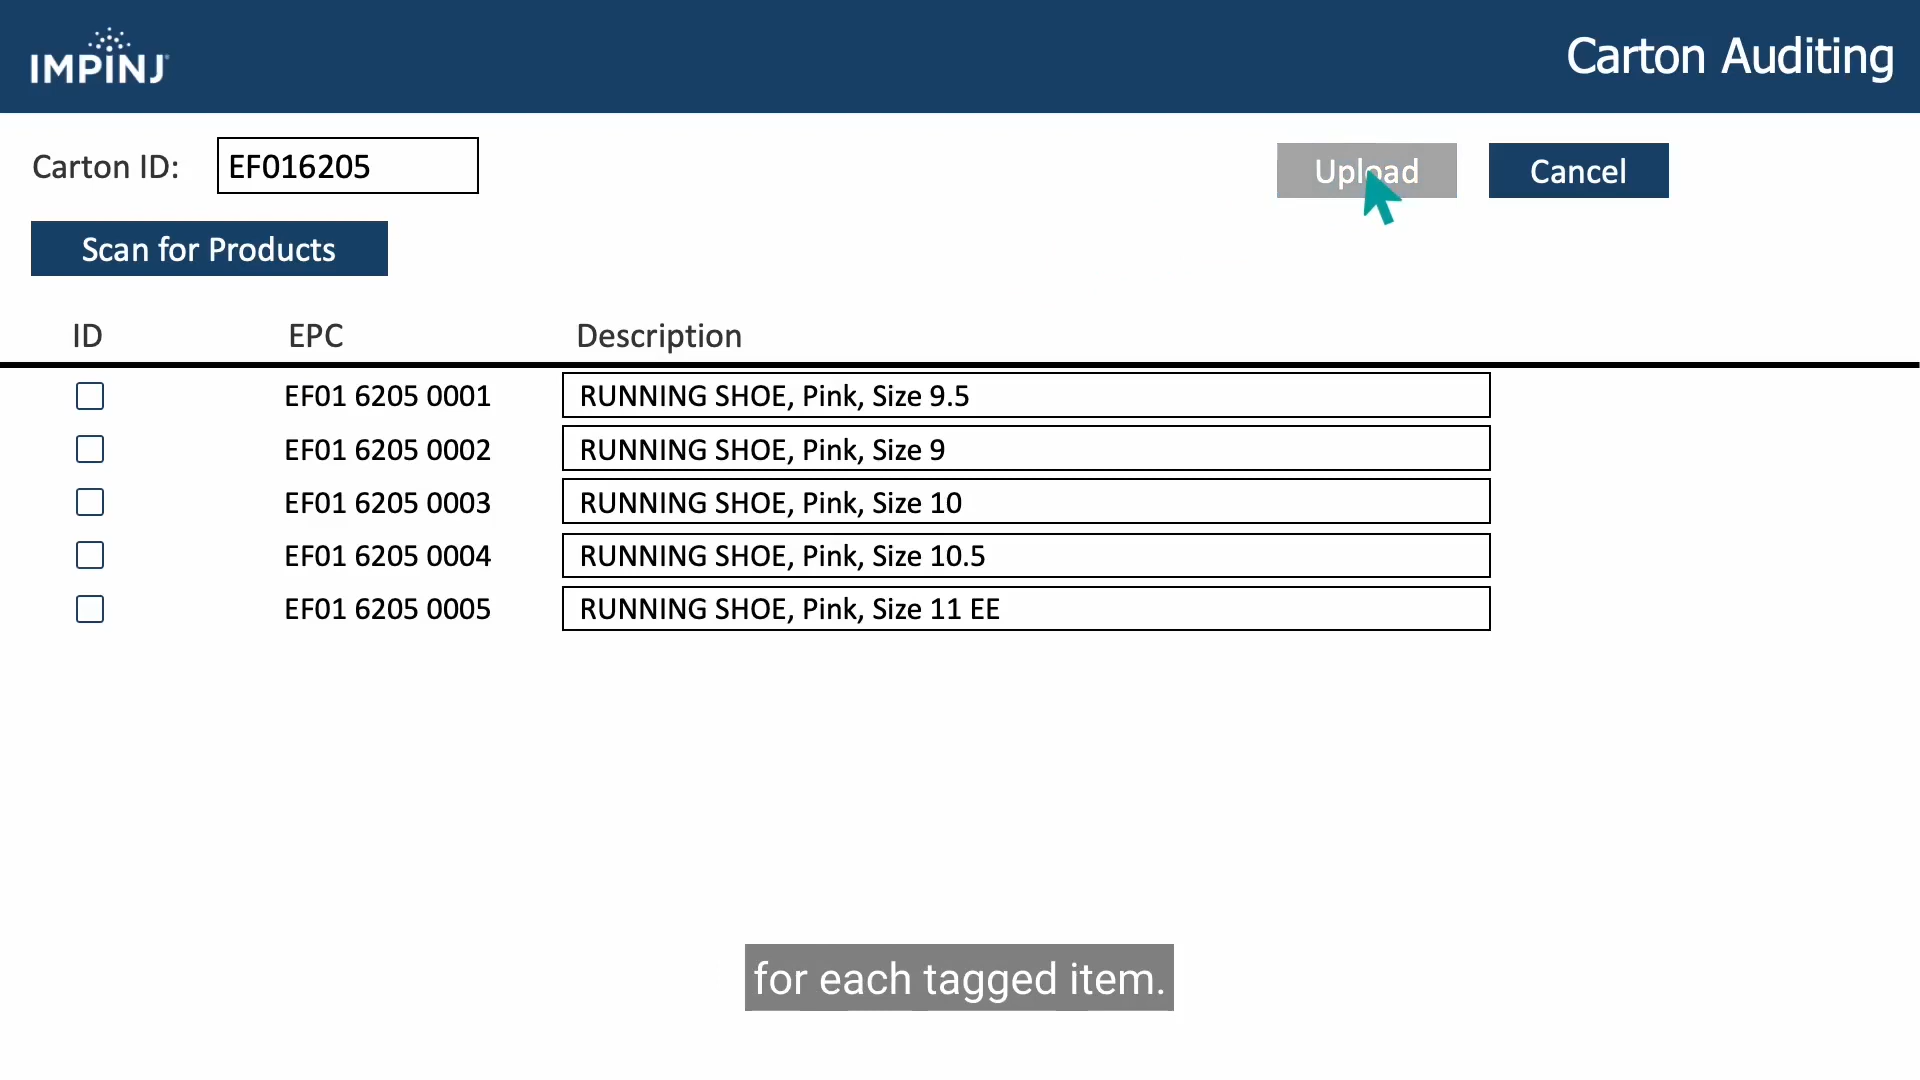 IMPINJ
Carton Auditing
Carton ID: EF016205
Upload Cancel
Scan for Products
ID EPC Description
EF01 6205 0001 RUNNING SHOE, Pink, Size 9.5
EF01 6205 0002 RUNNING SHOE, Pink, Size 9
EF01 6205 0003 RUNNING SHOE, Pink, Size 10
EF01 6205 0004 RUNNING SHOE, Pink, Size 10.5
EF01 6205 0005 RUNNING SHOE, Pink, Size 11 EE
for each tagged item.